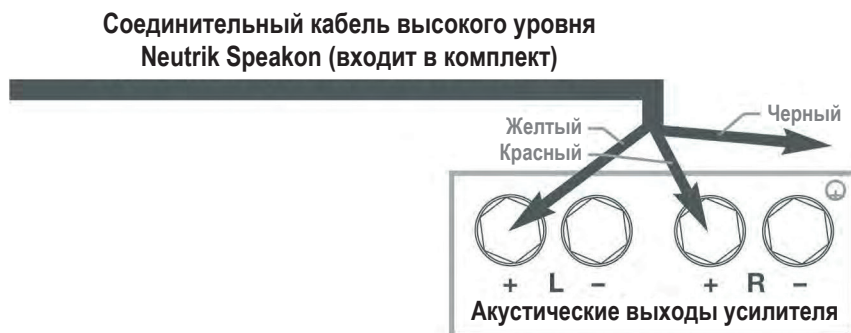 Соединительный кабель высокого уровня
Neutrik Speakon (входит в комплект)
Черный
Желтый
Красный
+ L − + R −
Акустические выходы усилителя